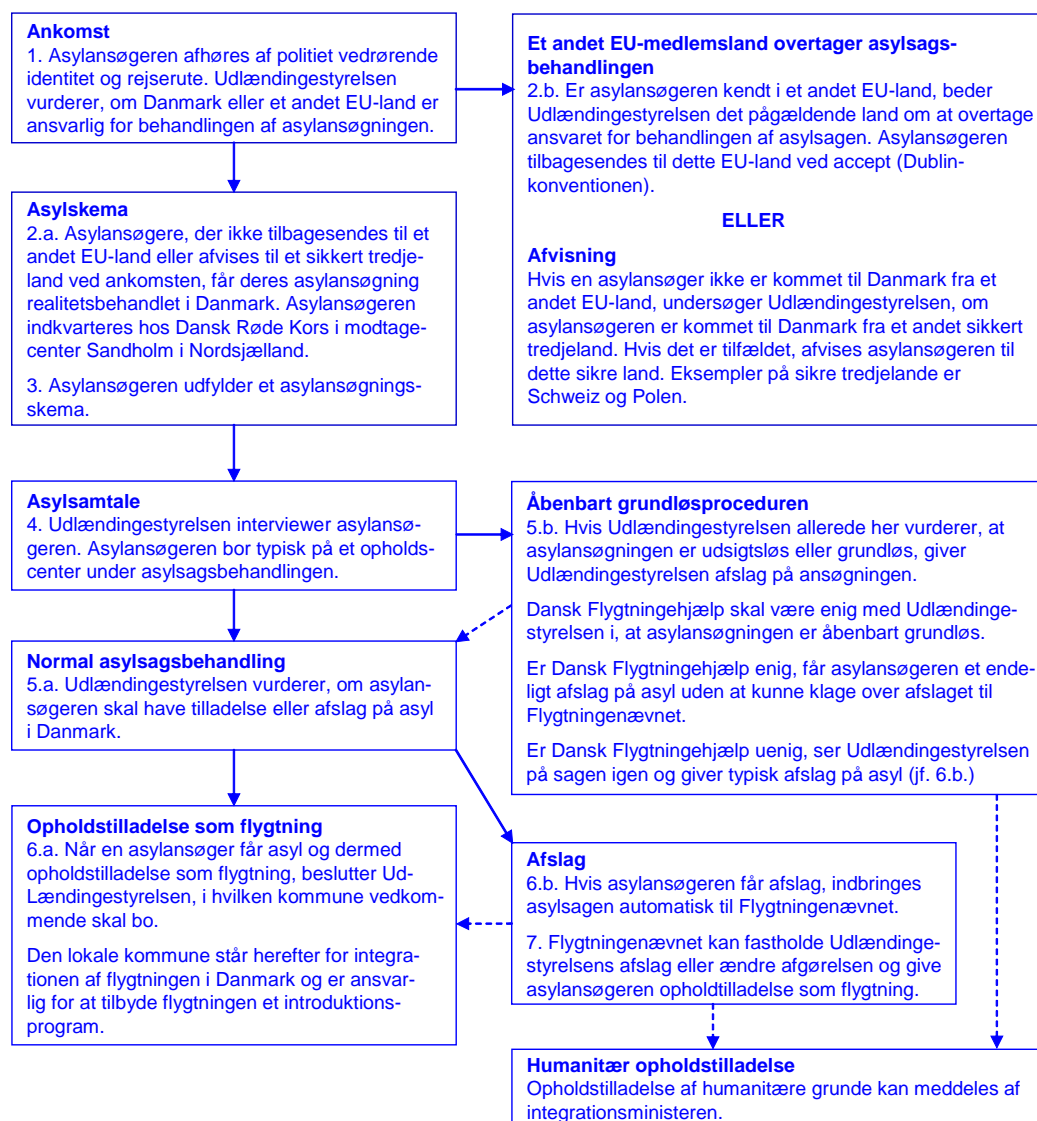 Ankomst
1. Asylansøgeren afhøres af politiet vedrørende
identitet og rejserute. Udlændingestyrelsen
vurderer, om Danmark eller et andet EU-land er
ansvarlig for behandlingen af asylansøgningen.
Et andet EU-medlemsland overtager asylsags-
behandlingen
2.b. Er asylansøgeren kendt i et andet EU-land, beder
Udlændingestyrelsen det pågældende land om at overtage
ansvaret for behandlingen af asylsagen. Asylansøgeren
tilbagesendes til dette EU-land ved accept (Dublin-
konventionen).
ELLER
Afvisning
Hvis en asylansøger ikke er kommet til Danmark fra et
andet EU-land, undersøger Udlændingestyrelsen, om
asylansøgeren er kommet til Danmark fra et andet sikkert
tredjeland. Hvis det er tilfældet, afvises asylansøgeren til
dette sikre land. Eksempler på sikre tredjelande er
Schweiz og Polen.
Asylskema
2.a. Asylansøgere, der ikke tilbagesendes til et
andet EU-land eller afvises til et sikkert tredje-
land ved ankomsten, får deres asylansøgning
realitetsbehandlet i Danmark. Asylansøgeren
indkvarteres hos Dansk Røde Kors i modtage-
center Sandholm i Nordsjælland.
3. Asylansøgeren udfylder et asylansøgnings-
skema.
Asylsamtale
4. Udlændingestyrelsen interviewer asylansø-
geren. Asylansøgeren bor typisk på et opholds-
center under asylsagsbehandlingen.
Åbenbart grundløsproceduren
5.b. Hvis Udlændingestyrelsen allerede her vurderer, at
asylansøgningen er udsigtsløs eller grundløs, giver
Udlændingestyrelsen afslag på ansøgningen.
Dansk Flygtningehjælp skal være enig med Udlændinge-
styrelsen i, at asylansøgningen er åbenbart grundløs.
Er Dansk Flygtningehjælp enig, får asylansøgeren et ende-
ligt afslag på asyl uden at kunne klage over afslaget til
Flygtningenævnet.
Er Dansk Flygtningehjælp uenig, ser Udlændingestyrelsen
på sagen igen og giver typisk afslag på asyl (jf. 6.b.)
Normal asylsagsbehandling
5.a. Udlændingestyrelsen vurderer, om asylan-
søgeren skal have tilladelse eller afslag på asyl
i Danmark.
Opholdstilladelse som flygtning
6.a. Når en asylansøger får asyl og dermed
opholdstilladelse som flygtning, beslutter Ud-
Lændingestyrelsen, i hvilken kommune vedkom-
mende skal bo.
Den lokale kommune står herefter for integra-
tionen af flygtningen i Danmark og er ansvar-
lig for at tilbyde flygtningen et introduktions-
program.
Afslag
6.b. Hvis asylansøgeren får afslag, indbringes
asylsagen automatisk til Flygtningenævnet.
7. Flygtningenævnet kan fastholde Udlændinge-
styrelsens afslag eller ændre afgørelsen og give
asylansøgeren opholdtilladelse som flygtning.
Humanitær opholdstilladelse
Opholdstilladelse af humanitære grunde kan meddeles af
integrationsministeren.